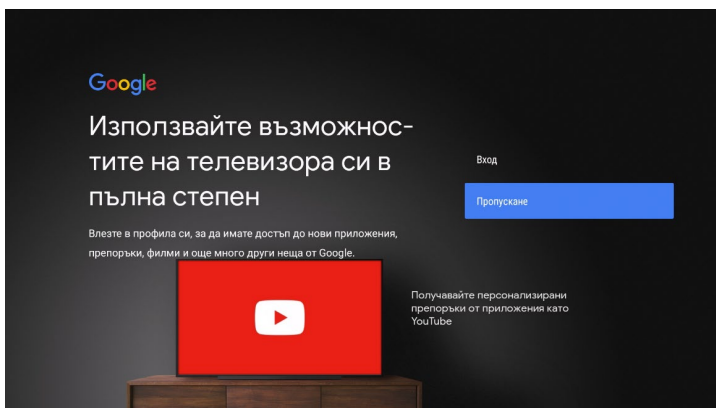 Google
Използвайте възможнос-
тите на телевизора си в
пълна степен
Влезте в профила си, за да имате достъп до нови приложения,
препоръки, филми и още много други неща от Google.
Вход
Пропускане
Получавайте персонализирани
препоръки от приложения като
YouTube